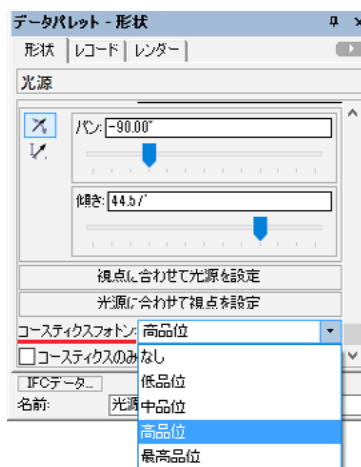 データパレット - 形状
形状 レコード レンダー
光源
パン: -90.00°
傾き: 44.57°
視点に合わせて光源を設定
光源に合わせて視点を設定
コースティクスフォトン: 高品位
コースティクスのみ
なし
低品位
IFCデータ...
中品位
名前: 光源
高品位
最高品位